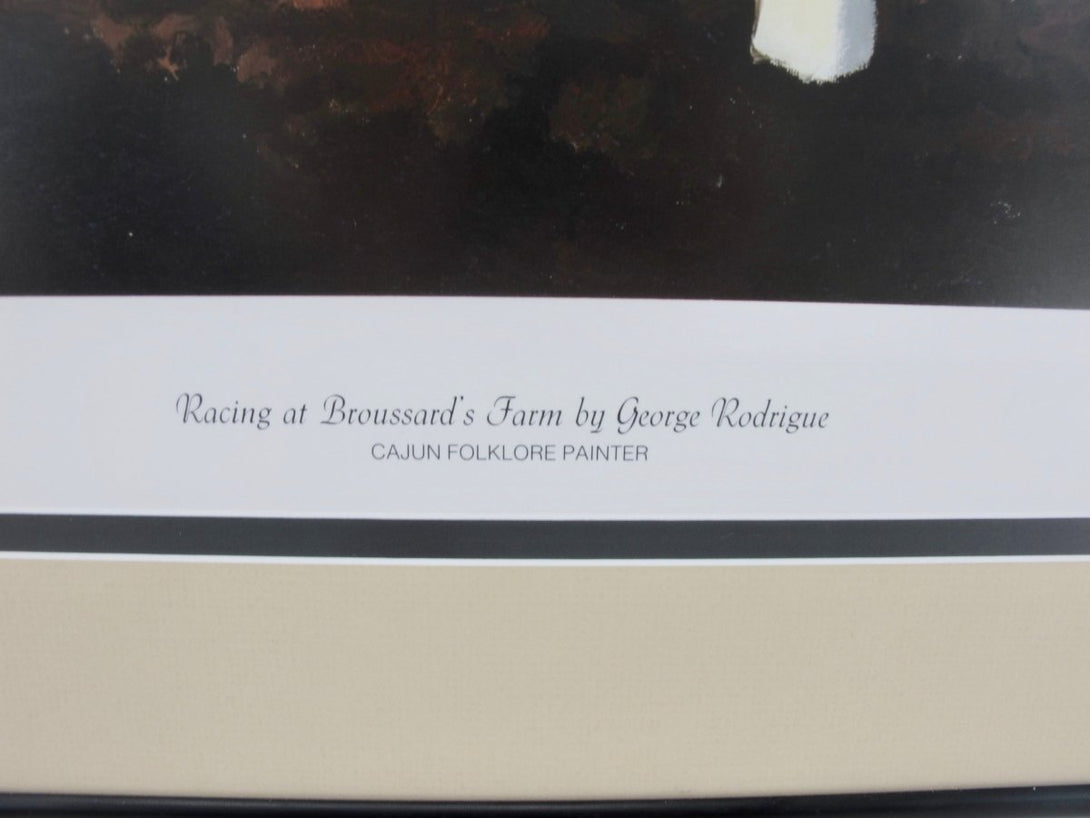 Racing at Broussard's Farm by George Rodrigue
CAJUN FOLKLORE PAINTER